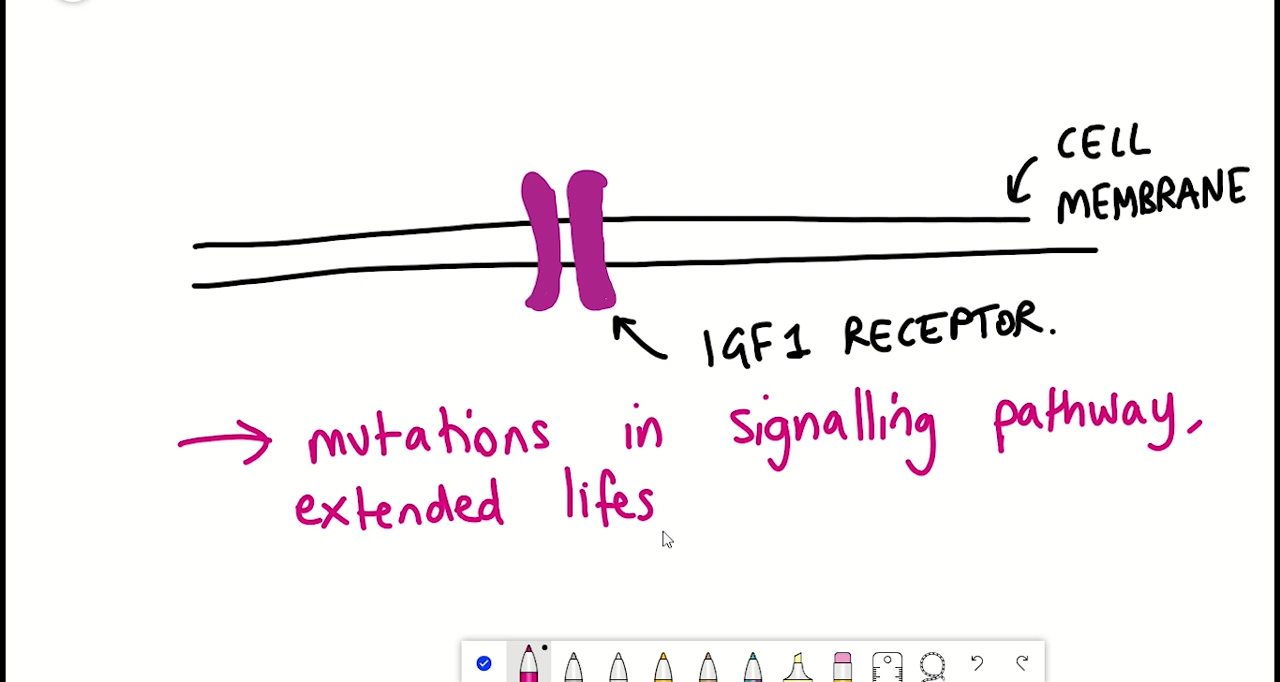 CELL
MEMBRANE
IGF1 RECEPTOR.
→ mutations in signalling pathway,
extended lifes